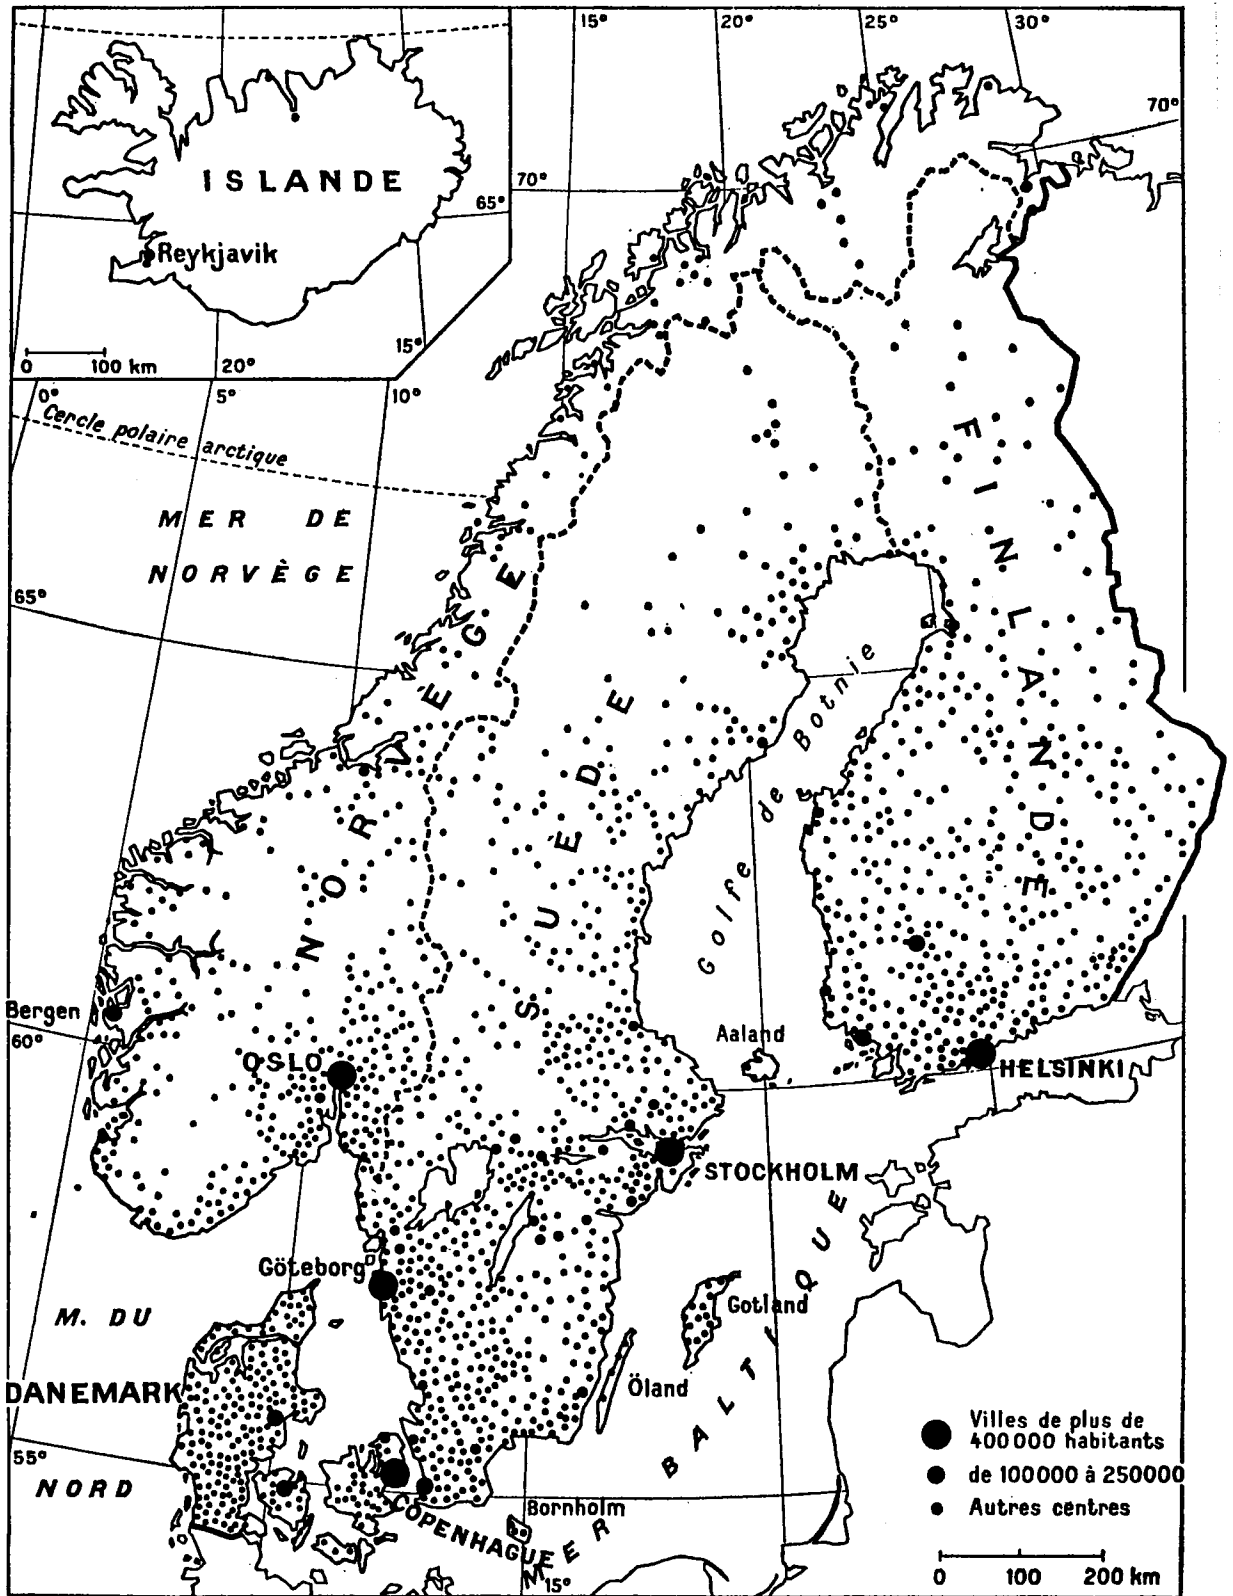 15° 20° 25° 30°
70°
ISLANDE
70°
65°
Reykjavik
15°
0 100 km 20°
0° 5° 10°
Cercle polaire arctique
MER DE
NORVÈGE
65°
NORVÈGE
SUÈDE
FINLANDE
Golfe de Botnie
Bergen
60°
Aaland
OSLO
HELSINKI
STOCKHOLM
Göteborg
Gotland
M. DU
DANEMARK
Öland
MER BALTIQUE
Villes de plus de
400000 habitants
55°
de 100000 à 250000
NORD
Autres centres
Bornholm
COPENHAGUE
15°
0 100 200 km